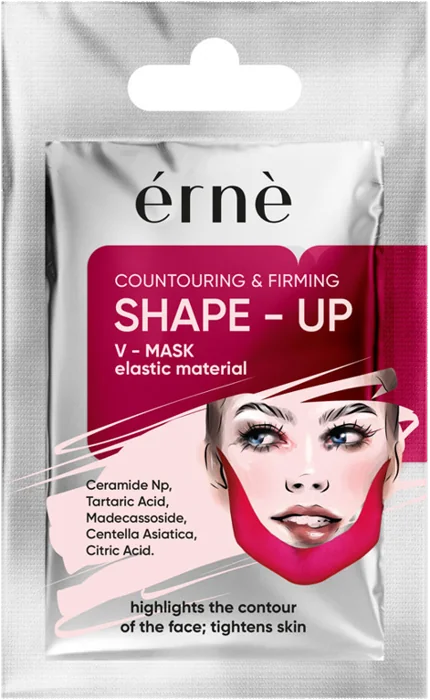 érnè
COUNTOURING & FIRMING
SHAPE – UP
V – MASK
elastic material
Ceramide Np,
Tartaric Acid,
Madecassoside,
Centella Asiatica,
Citric Acid.
highlights the contour
of the face; tightens skin